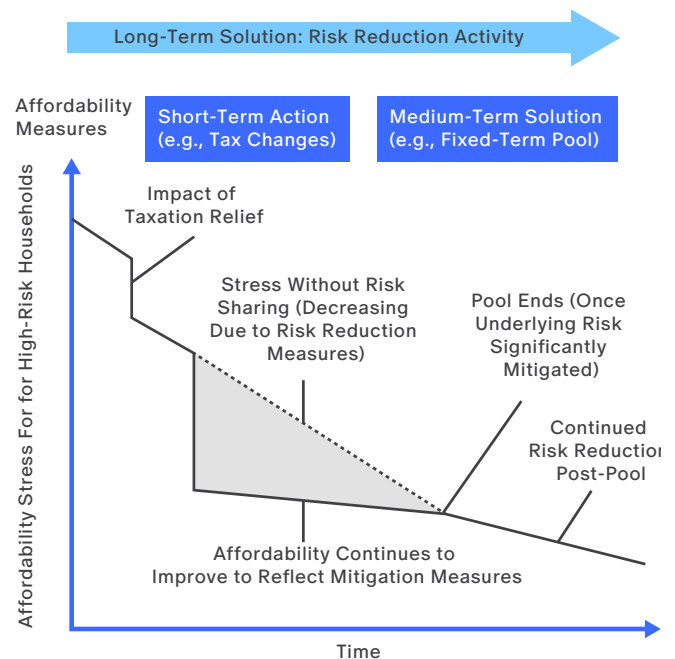 Long-Term Solution: Risk Reduction Activity
Affordability
Measures
Short-Term Action
(e.g., Tax Changes)
Medium-Term Solution
(e.g., Fixed-Term Pool)
Impact of
Taxation Relief
Stress Without Risk
Sharing (Decreasing
Due to Risk Reduction
Measures)
Pool Ends (Once
Underlying Risk
Significantly
Mitigated)
Continued
Risk Reduction
Post-Pool
Affordability Continues to
Improve to Reflect Mitigation Measures
Affordability Stress For for High-Risk Households
Time